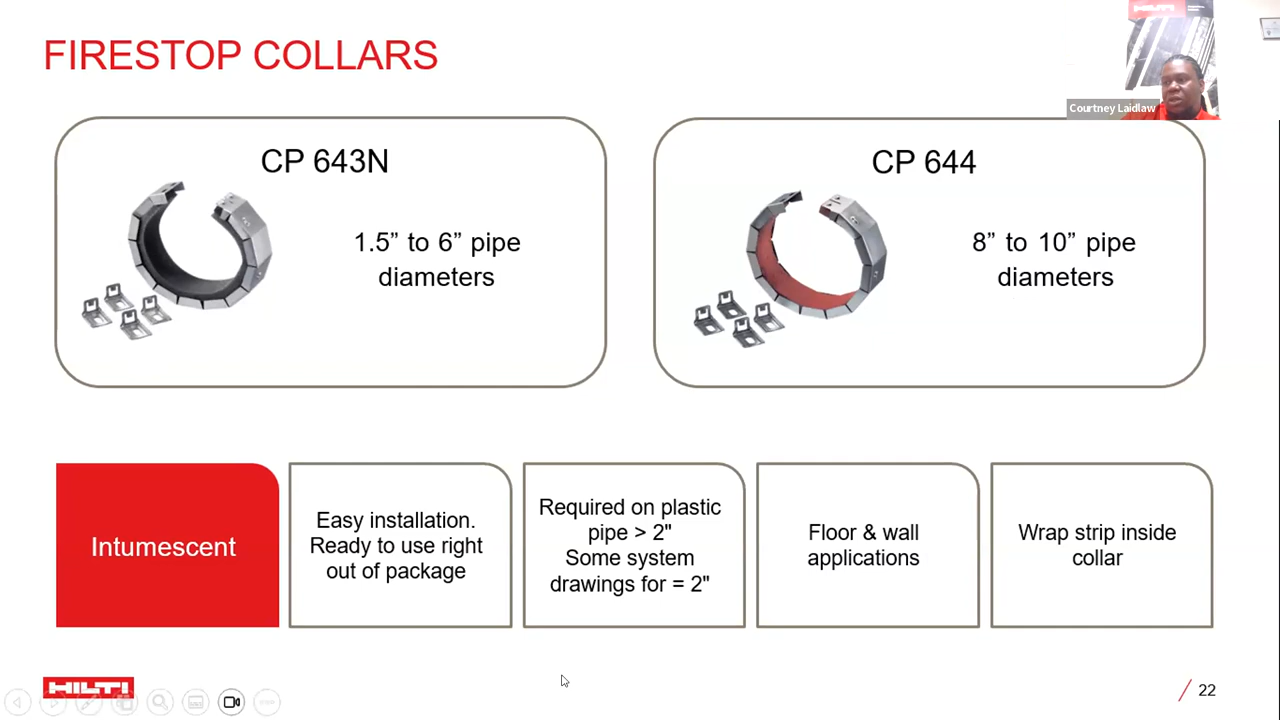 FIRESTOP COLLARS
HILTI
Courtney Laidlaw
CP 643N
1.5” to 6” pipe
diameters
CP 644
8” to 10” pipe
diameters
Intumescent
Easy installation.
Ready to use right
out of package
Required on plastic
pipe > 2"
Some system
drawings for = 2"
Floor & wall
applications
Wrap strip inside
collar
HILTI
22